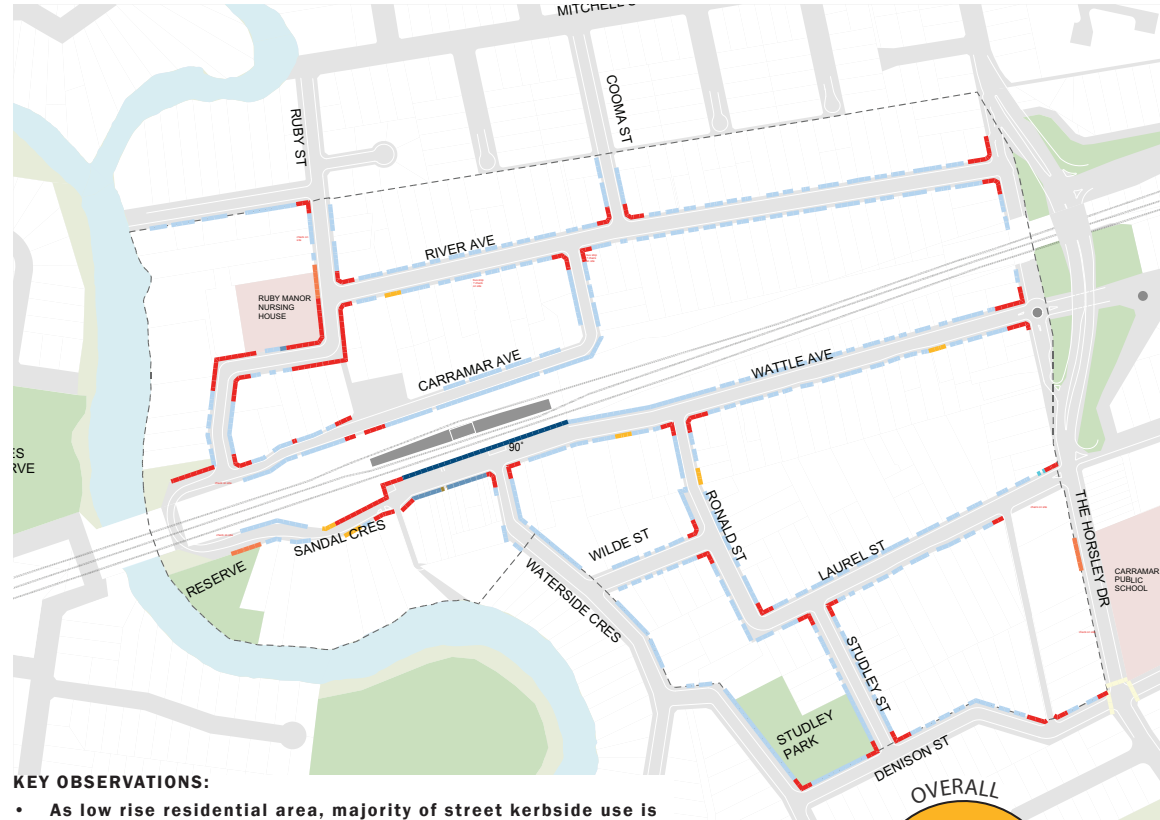 MITCHELL
COOMA ST
RUBY ST
RIVER AVE
RUBY MANOR
NURSING
HOUSE
CARRAMAR AVE
WATTLE AVE
90°
ES
RVE
RONALD ST
SANDAL CRES
WILDE ST
LAUREL ST
THE HORSLEY DR
RESERVE
WATERSIDE CRES
CARRAMAR
PUBLIC
SCHOOL
STUDLEY ST
STUDLEY
PARK
DENISON ST
KEY OBSERVATIONS:
• As low rise residential area, majority of street kerbside use is
OVERALL